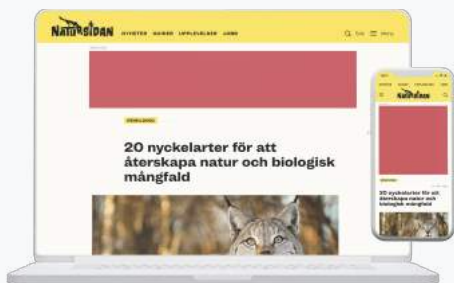 NATURSIDAN NYHETER GUIDER UPPLEVELSER JOBB Sök Meny
20 nyckelarter för att
återskapa natur och biologisk
mångfald
NATURSIDAN
20 nyckelarter för att
återskapa natur och
biologisk mångfald